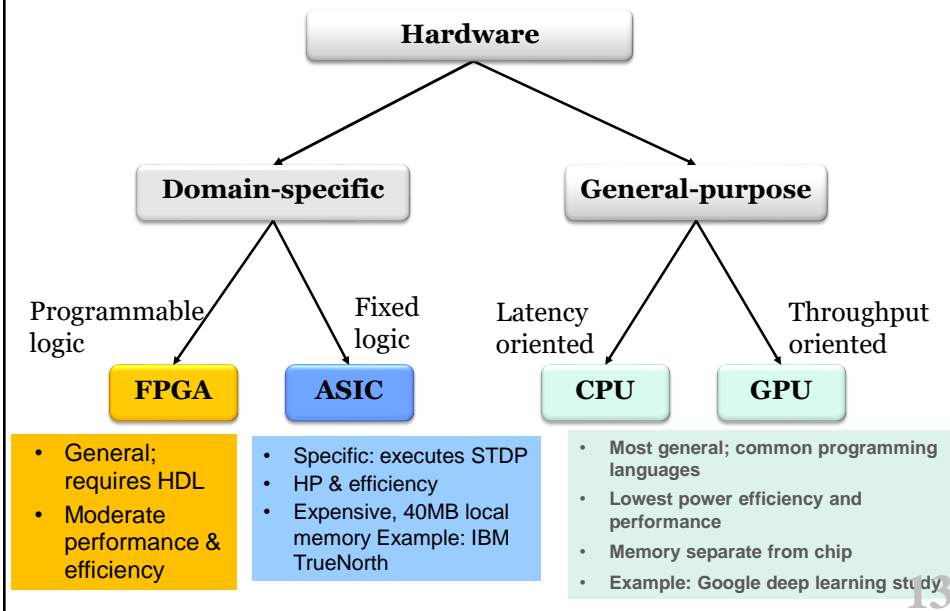 Hardware
Domain-specific
General-purpose
Programmable
logic
Fixed
logic
Latency
oriented
Throughput
oriented
FPGA
ASIC
CPU
GPU
• General;
requires HDL
• Moderate
performance &
efficiency
• Specific: executes STDP
• HP & efficiency
• Expensive, 40MB local
memory Example: IBM
TrueNorth
• Most general; common programming
languages
• Lowest power efficiency and
performance
• Memory separate from chip
• Example: Google deep learning study
13